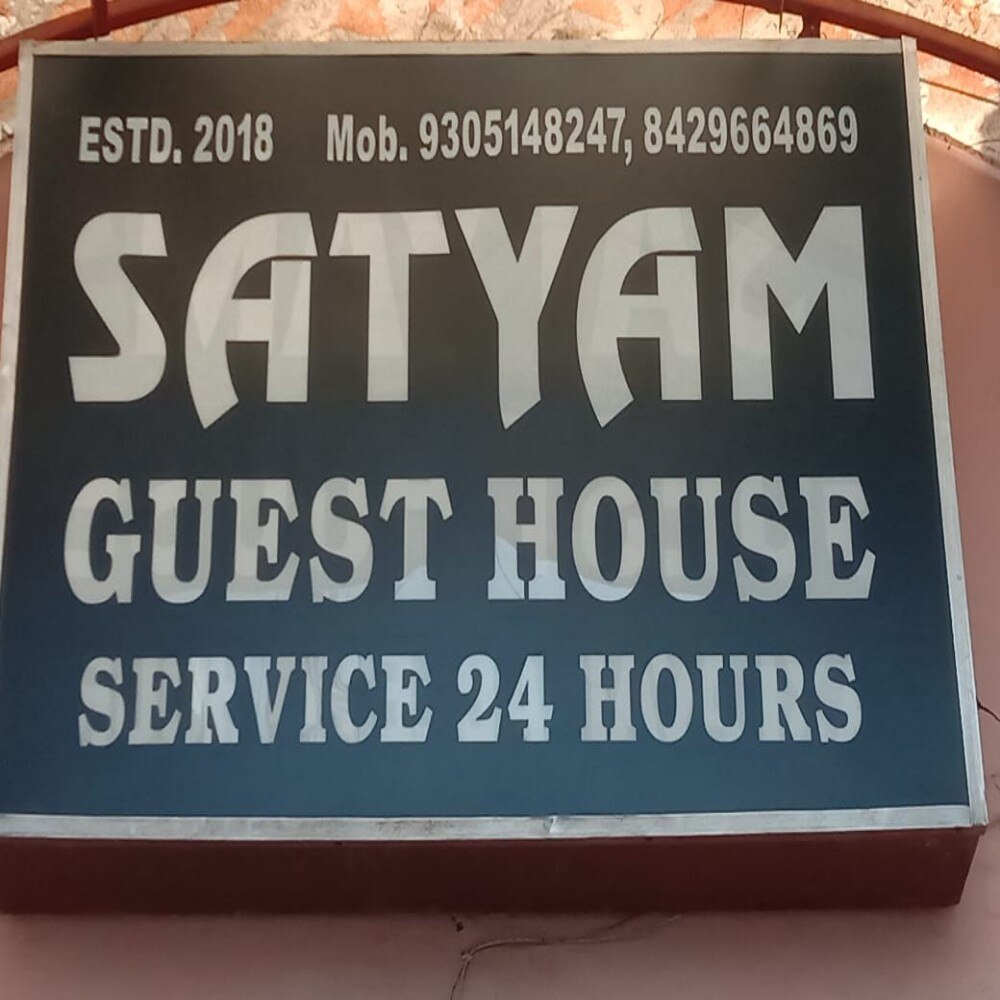 ESTD. 2018 Mob. 9305148247, 8429664869
SATYAM
GUEST HOUSE
SERVICE 24 HOURS